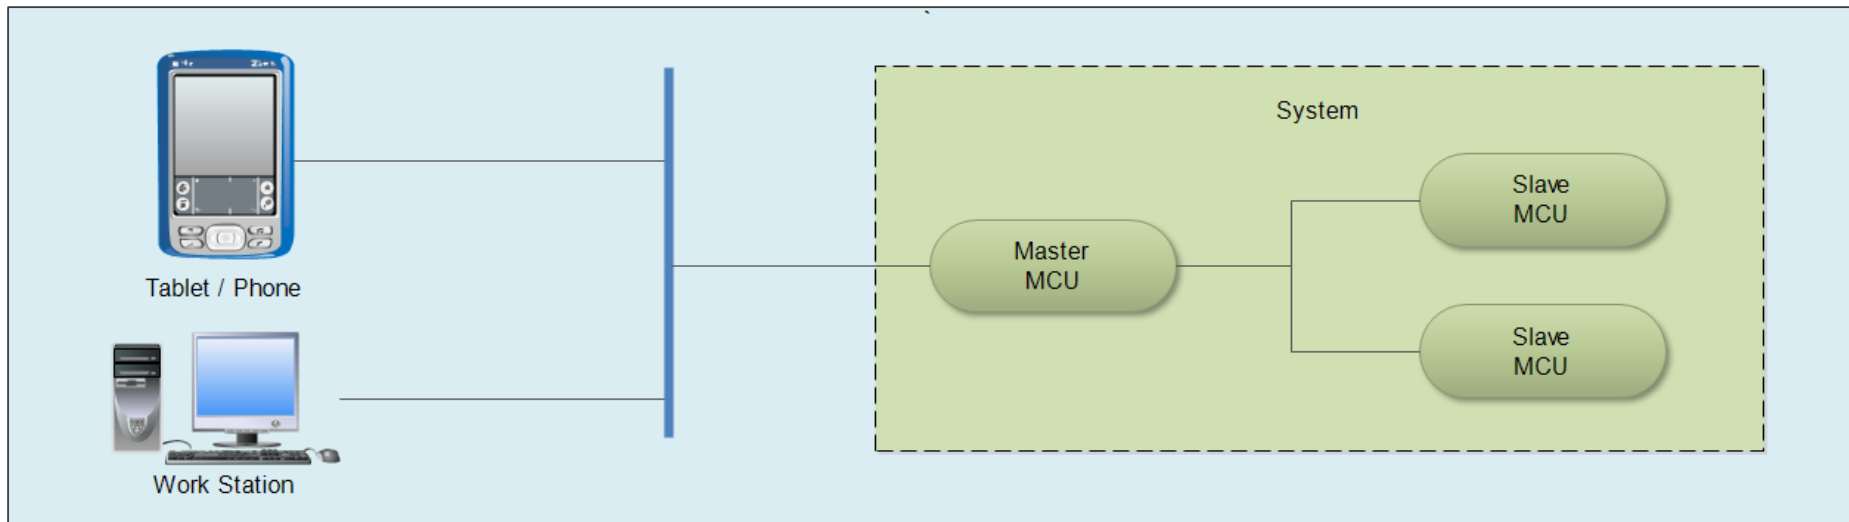 System
Slave
MCU
Master
MCU
Tablet / Phone
Slave
MCU
Work Station